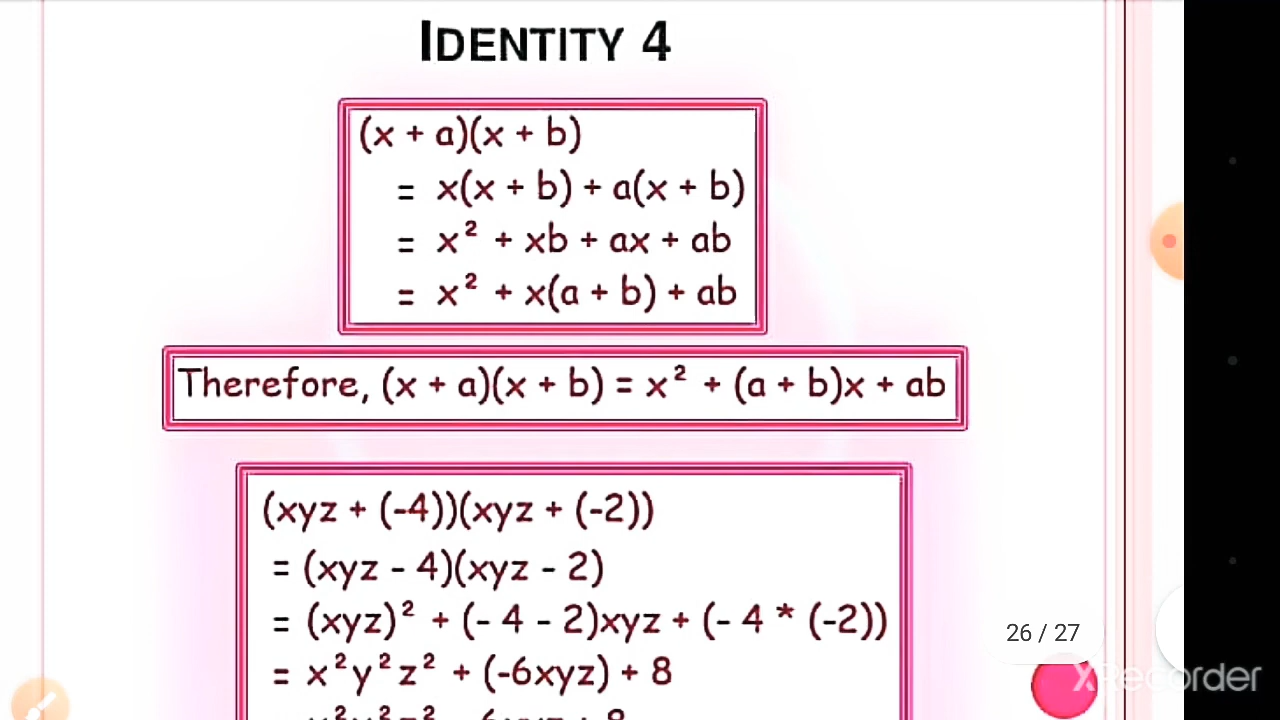 IDENTITY 4
(x + a)(x + b)
= x(x + b) + a(x + b)
= x² + xb + ax + ab
= x² + x(a + b) + ab
Therefore, (x + a)(x + b) = x² + (a + b)x + ab
(xyz + (-4))(xyz + (-2))
= (xyz - 4)(xyz - 2)
= (xyz)² + (- 4 - 2)xyz + (- 4 * (-2))
= x²y²z² + (-6xyz) + 8
26 / 27
XRecorder